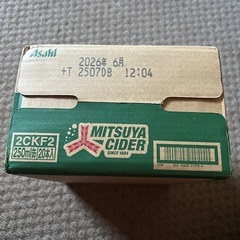 Asahi
2026年 6月
+T 2507DB 12:04
2CKF2
250ml缶(20本入)
MITSUYA
CIDER
SINCE 1884